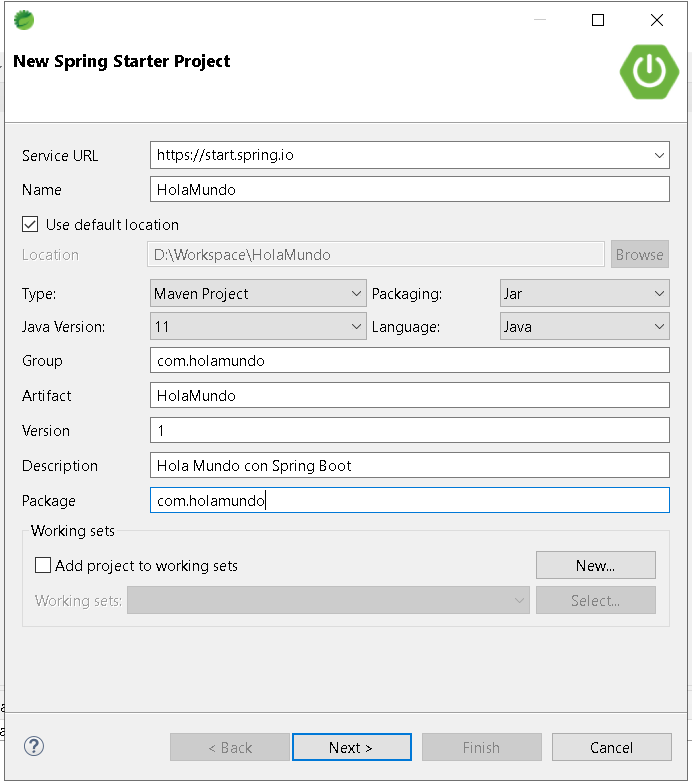 New Spring Starter Project
Service URL https://start.spring.io
Name HolaMundo
Use default location
Location D:\Workspace\HolaMundo Browse
Type: Maven Project Packaging: Jar
Java Version: 11 Language: Java
Group com.holamundo
Artifact HolaMundo
Version 1
Description Hola Mundo con Spring Boot
Package com.holamundo
Working sets
Add project to working sets New...
Working sets: Select...
? < Back Next > Finish Cancel